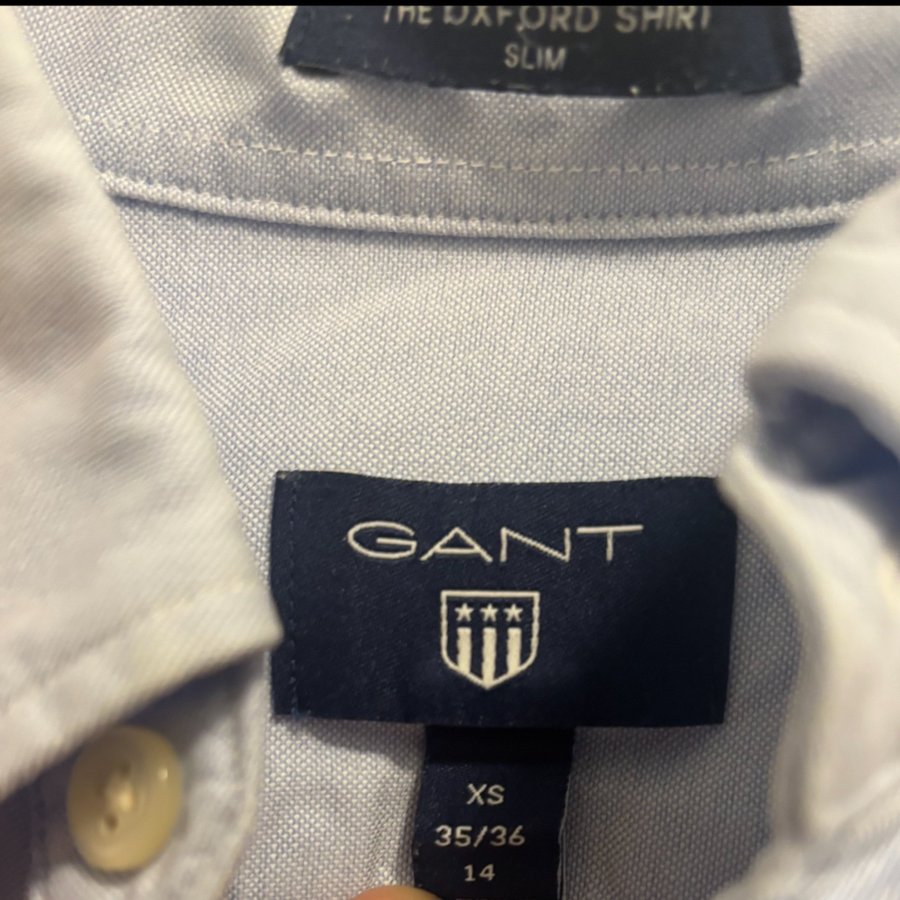 THE OXFORD SHIRT
SLIM
GANT
XS
35/36
14